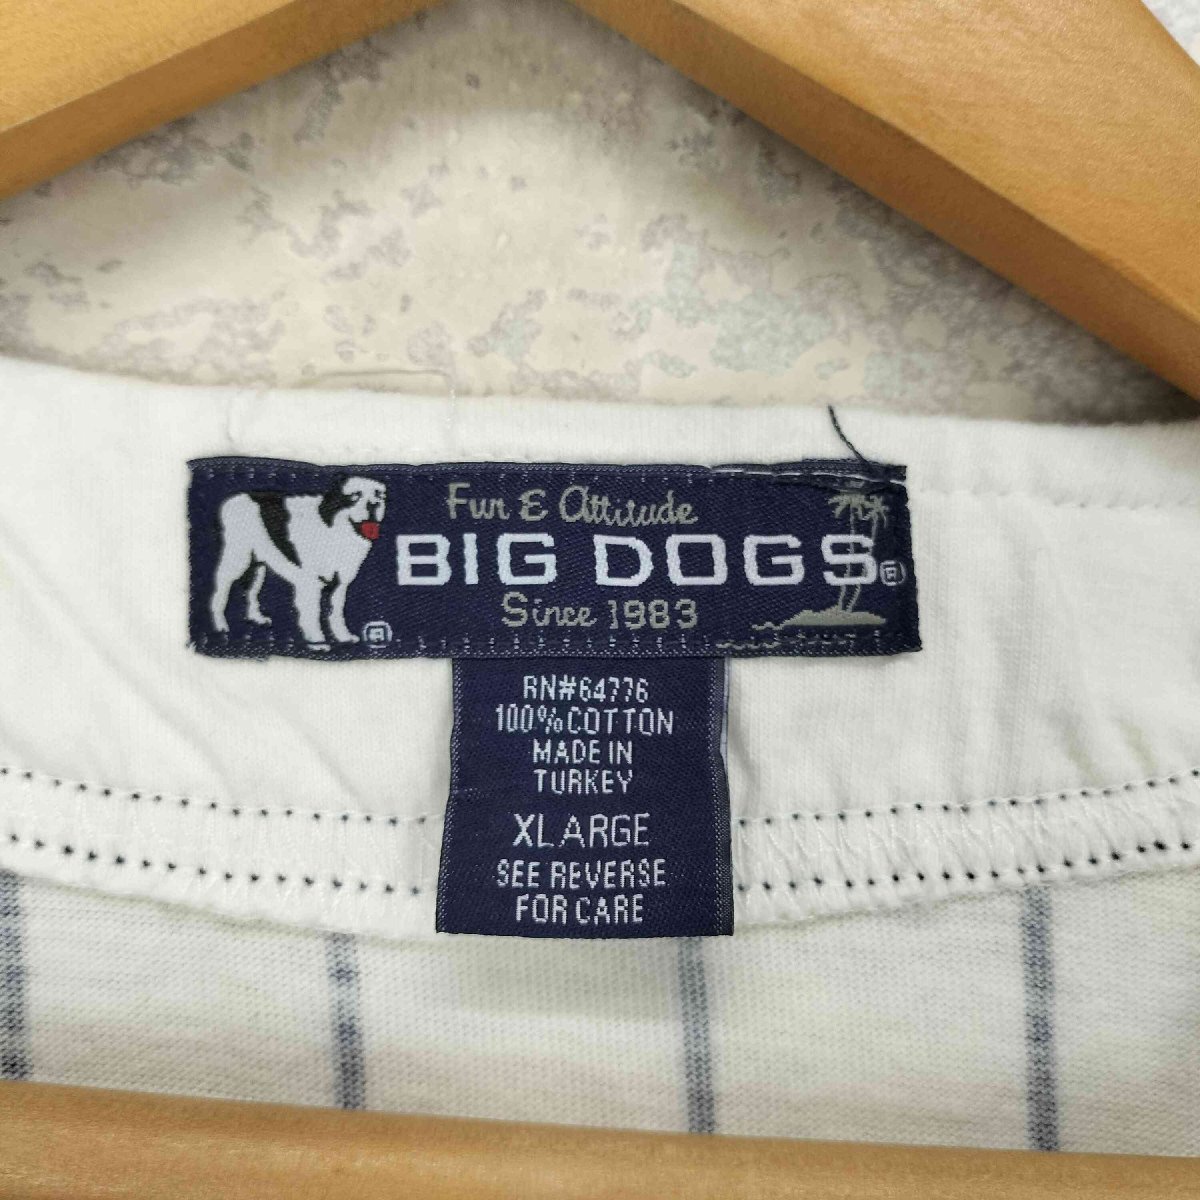 Fun & Attitude
BIG DOGS®
Since 1983
®
RN#64776
100% COTTON
MADE IN
TURKEY
XLARGE
SEE REVERSE
FOR CARE